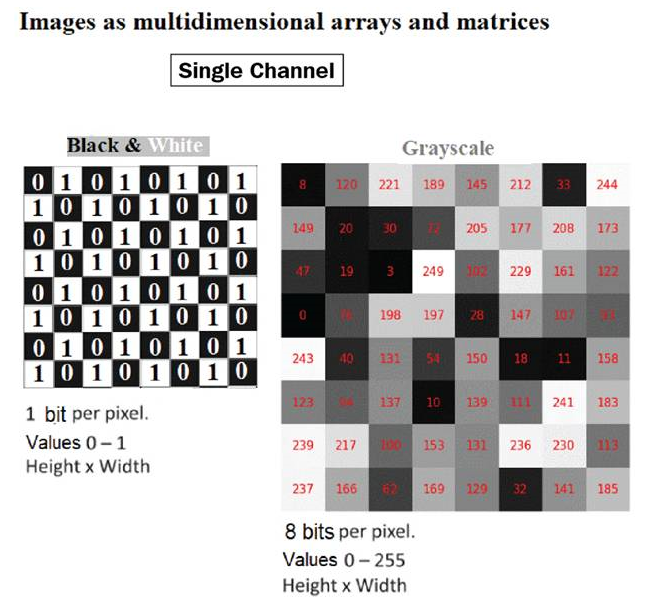 Images as multidimensional arrays and matrices
Single Channel
Black & White
0 1 0 1 0 1 0 1
1 0 1 0 1 0 1 0
0 1 0 1 0 1 0 1
1 0 1 0 1 0 1 0
0 1 0 1 0 1 0 1
1 0 1 0 1 0 1 0
0 1 0 1 0 1 0 1
1 0 1 0 1 0 1 0
1 bit per pixel.
Values 0 – 1
Height x Width
Grayscale
8 120 221 189 145 212 33 244
149 20 30 72 205 177 208 173
47 19 3 249 102 229 161 122
0 198 197 28 147 107
243 40 131 54 150 18 11 158
123 137 10 139 111 241 183
239 217 100 153 131 236 230 113
237 166 62 169 129 32 141 185
8 bits per pixel.
Values 0 – 255
Height x Width